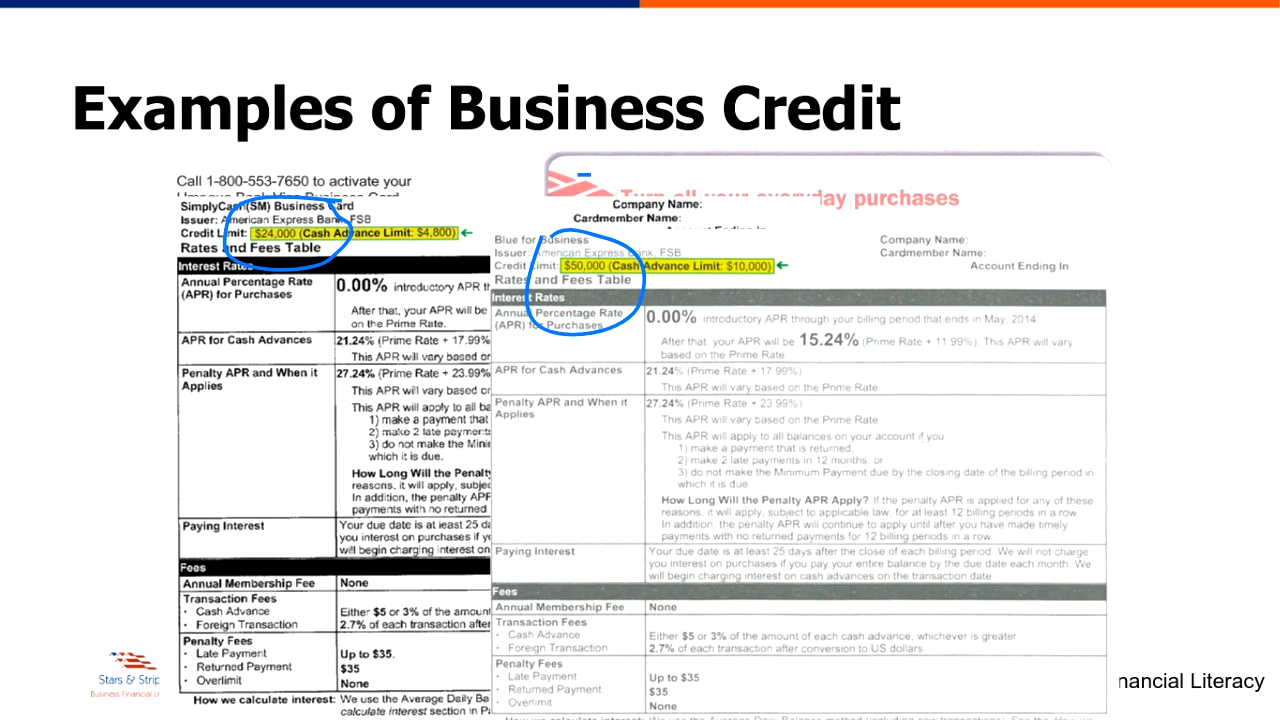 Examples of Business Credit
Call 1-800-553-7650 to activate your
Turn all your everyday purchases
SimplyCash(SM) Business Card
Issuer: American Express Bank, FSB
Credit Limit: $24,000 (Cash Advance Limit: $4,800)
Rates and Fees Table
Interest Rates
Annual Percentage Rate (APR) for Purchases
0.00% introductory APR
After that, your APR will be
on the Prime Rate.
APR for Cash Advances
21.24% (Prime Rate + 17.99%
This APR will vary based
Penalty APR and When it Applies
27.24% (Prime Rate + 23.99%
This APR will vary based
This APR will apply to all
1) make a payment that
2) make 2 late payments
3) do not make the
which it is due.
How Long Will the
reasons, it will apply,
In addition, the penalty APR
payments with no returned
Paying Interest
Your due date is at least 25
you interest on purchases if
will begin charging interest on
Fees
Annual Membership Fee
None
Transaction Fees
· Cash Advance
Either $5 or 3% of the amount
· Foreign Transaction
2.7% of each transaction after
Penalty Fees
· Late Payment
Up to $35.
· Returned Payment
$35
· Overlimit
None
How we calculate interest: We use the Average Daily
calculate interest section in
Company Name:
Cardmember Name:
Blue for Business
Issuer: American Express Bank, FSB
Credit Limit: $50,000 (Cash Advance Limit: $10,000)
Rates and Fees Table
Company Name:
Cardmember Name:
Account Ending In
Interest Rates
Annual Percentage Rate (APR) for Purchases
0.00% introductory APR through your billing period that ends in May, 2014
After that, your APR will be 15.24% (Prime Rate + 11.99%). This APR will vary
based on the Prime Rate
APR for Cash Advances
21.24% (Prime Rate + 17.99%)
This APR will vary based on the Prime Rate
Penalty APR and When it Applies
27.24% (Prime Rate + 23.99%)
This APR will vary based on the Prime Rate
This APR will apply to all balances on your account if you
1) make a payment that is returned;
2) make 2 late payments in 12 months; or
3) do not make the Minimum Payment due by the closing date of the billing period in
which it is due
How Long Will the Penalty APR Apply? If the penalty APR is applied for any of these
reasons, it will apply, subject to applicable law, for at least 12 billing periods in a row
In addition, the penalty APR will continue to apply until after you have made timely
payments with no returned payments for 12 billing periods in a row
Paying Interest
Your due date is at least 25 days after the close of each billing period. We will not charge
you interest on purchases if you pay your entire balance by the due date each month. We
will begin charging interest on cash advances on the transaction date
Fees
Annual Membership Fee
None
Transaction Fees
· Cash Advance
Either $5 or 3% of the amount of each cash advance, whichever is greater
· Foreign Transaction
2.7% of each transaction after conversion to US dollars
Penalty Fees
· Late Payment
Up to $35
· Returned Payment
$35
· Overlimit
None
Stars & Strip
Business Financial Li
nancial Literacy